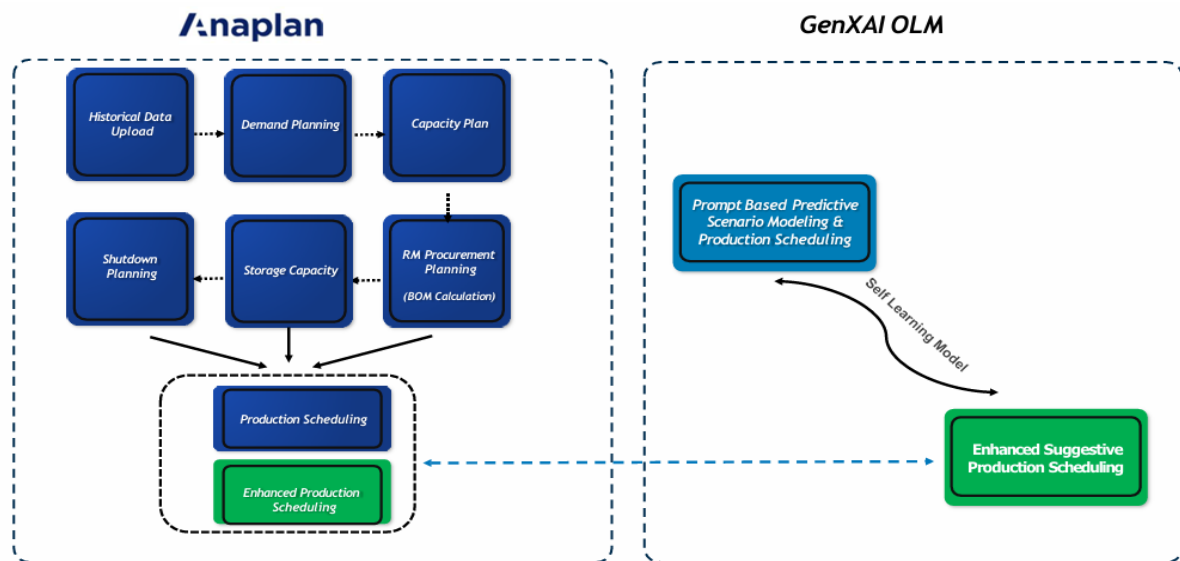 Anaplan
GenXAI OLM
Historical Data
Upload
Demand Planning
Capacity Plan
Shutdown
Planning
Storage Capacity
RM Procurement
Planning
(BOM Calculation)
Production Scheduling
Enhanced Production
Scheduling
Prompt Based Predictive
Scenario Modeling &
Production Scheduling
Self Learning Model
Enhanced Suggestive
Production Scheduling